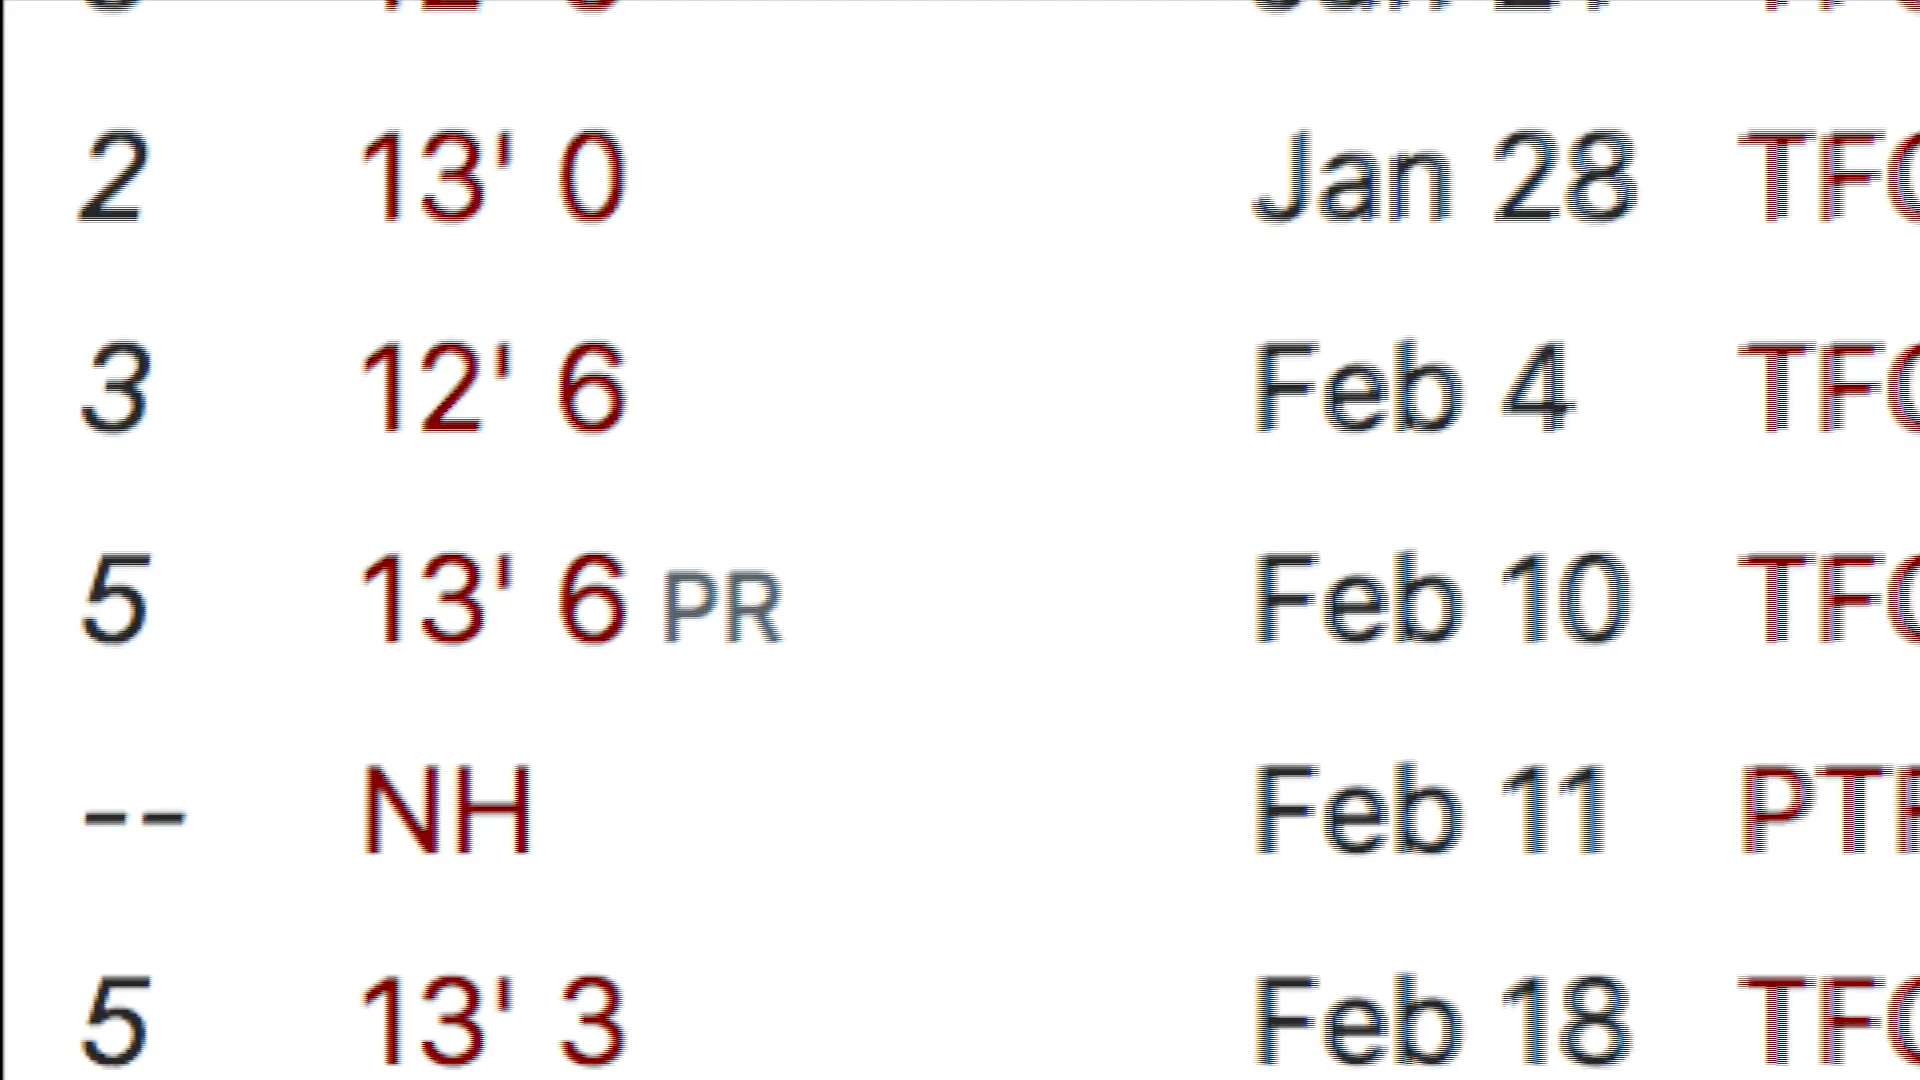 2 13' 0 Jan 28
3 12' 6 Feb 4
5 13' 6 PR Feb 10
-- NH Feb 11
5 13' 3 Feb 18